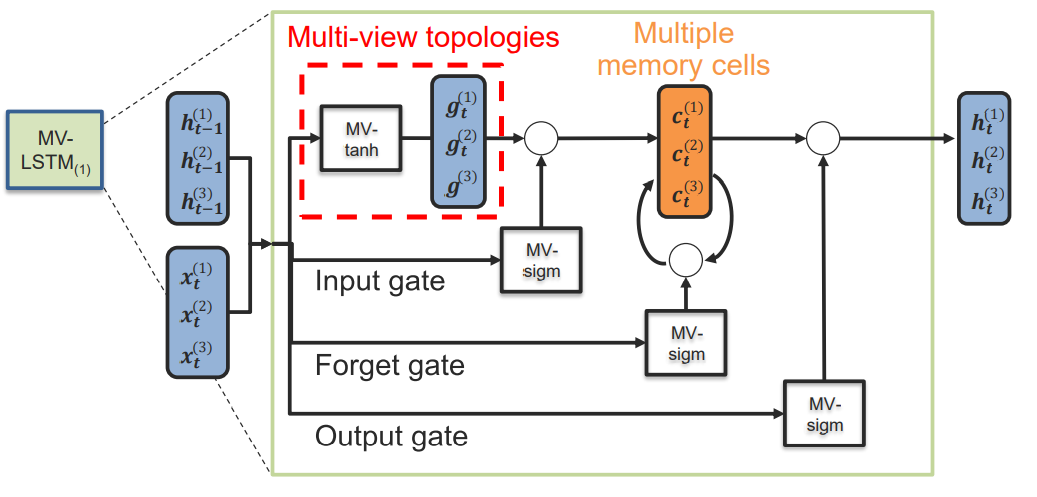 Multi-view topologies
Multiple
memory cells
MV-
LSTM(1)
h_{t-1}^{(1)}
h_{t-1}^{(2)}
h_{t-1}^{(3)}
x_t^{(1)}
x_t^{(2)}
x_t^{(3)}
MV-
tanh
g_t^{(1)}
g_t^{(2)}
g^{(3)}
c_t^{(1)}
c_t^{(2)}
c_t^{(3)}
h_t^{(1)}
h_t^{(2)}
h_t^{(3)}
MV-
sigm
Input gate
MV-
sigm
Forget gate
MV-
sigm
Output gate